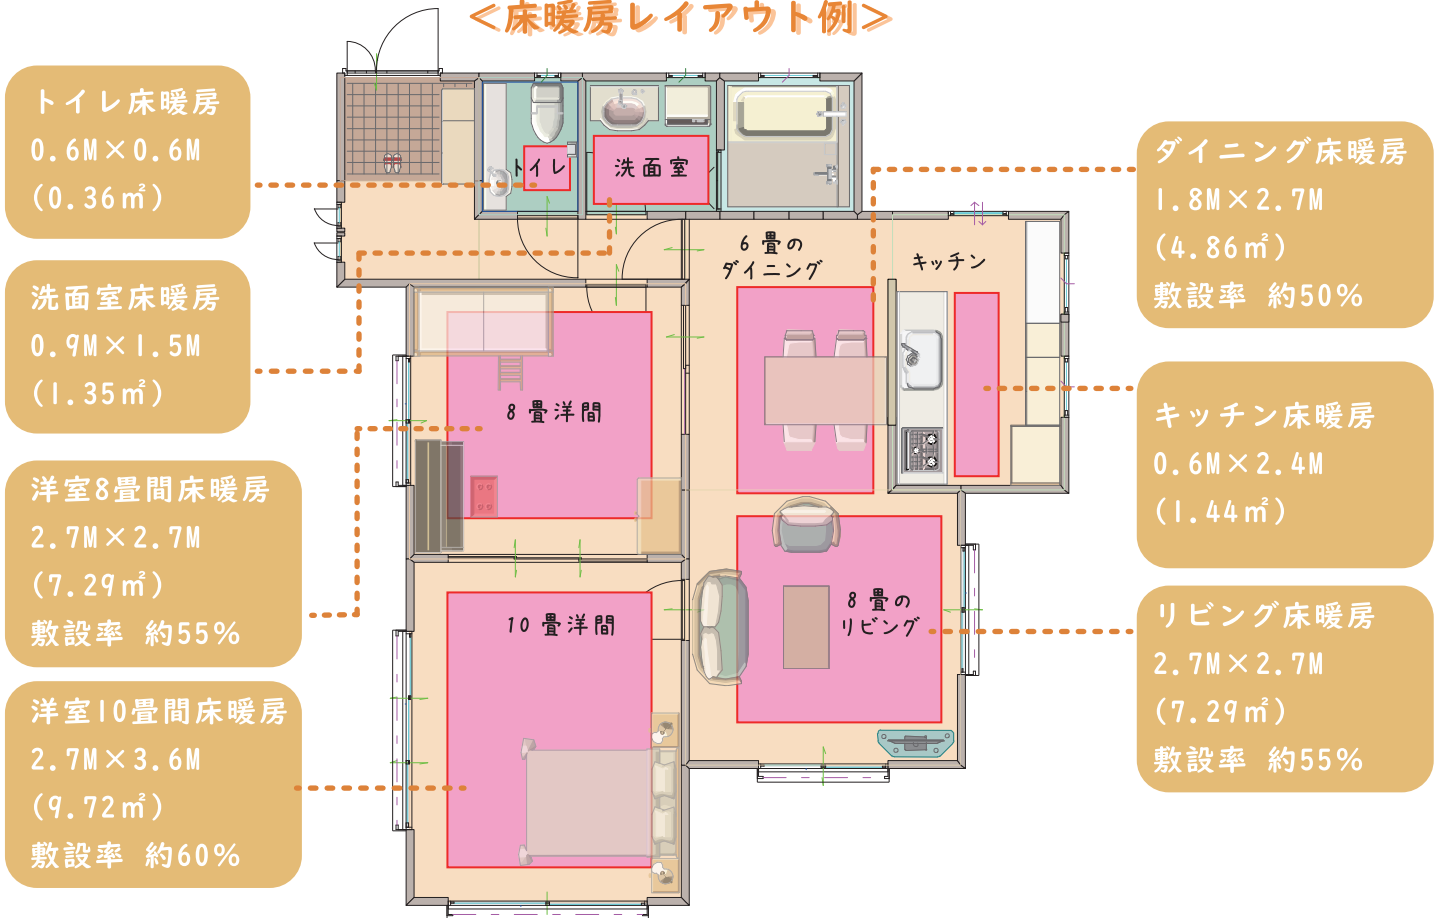 ＜床暖房レイアウト例＞
トイレ床暖房
0.6M×0.6M
(0.36㎡)
洗面室床暖房
0.9M×1.5M
(1.35㎡)
洋室8畳間床暖房
2.7M×2.7M
(7.29㎡)
敷設率 約55%
洋室10畳間床暖房
2.7M×3.6M
(9.72㎡)
敷設率 約60%
トイレ
洗面室
6 畳の
ダイニング
キッチン
8 畳洋間
10 畳洋間
8 畳の
リビング
ダイニング床暖房
1.8M×2.7M
(4.86㎡)
敷設率 約50%
キッチン床暖房
0.6M×2.4M
(1.44㎡)
リビング床暖房
2.7M×2.7M
(7.29㎡)
敷設率 約55%